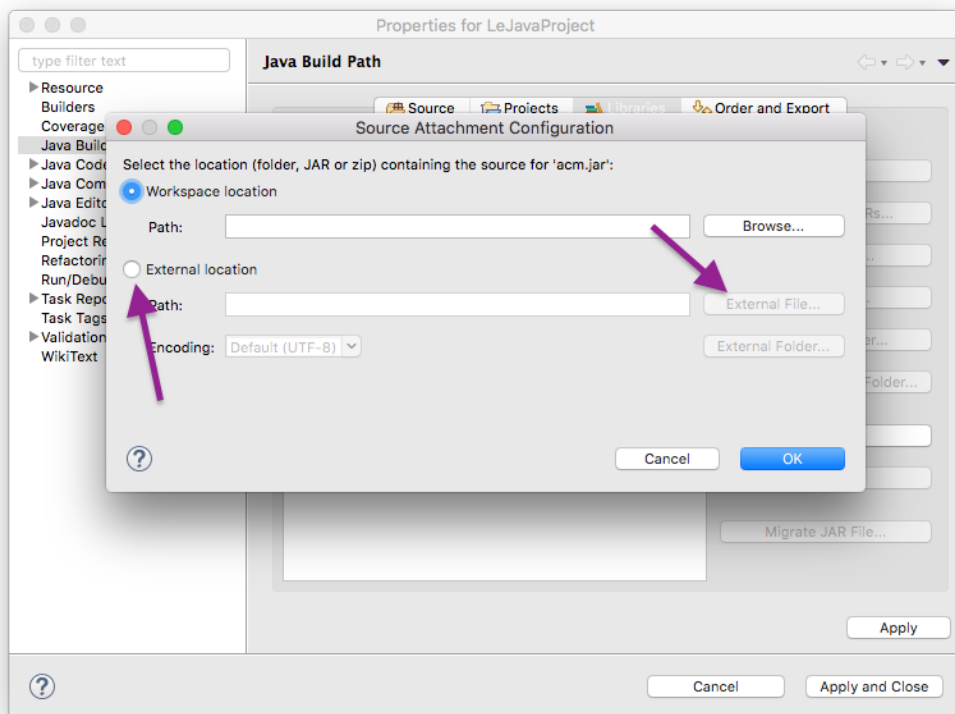 Properties for LeJavaProject
type filter text
Java Build Path
Resource
Builders
Coverage
Java Build
Java Code
Java Com
Java Edito
Javadoc L
Project Re
Refactorin
Run/Debu
Task Repo
Task Tags
Validation
WikiText
Source
Projects
Libraries
Order and Export
Source Attachment Configuration
Select the location (folder, JAR or zip) containing the source for 'acm.jar':
Workspace location
Path:
Browse...
External location
Path:
External File...
Encoding:
Default (UTF-8)
External Folder...
Rs...
er...
Folder...
?
Cancel
OK
Migrate JAR File...
Apply
?
Cancel
Apply and Close